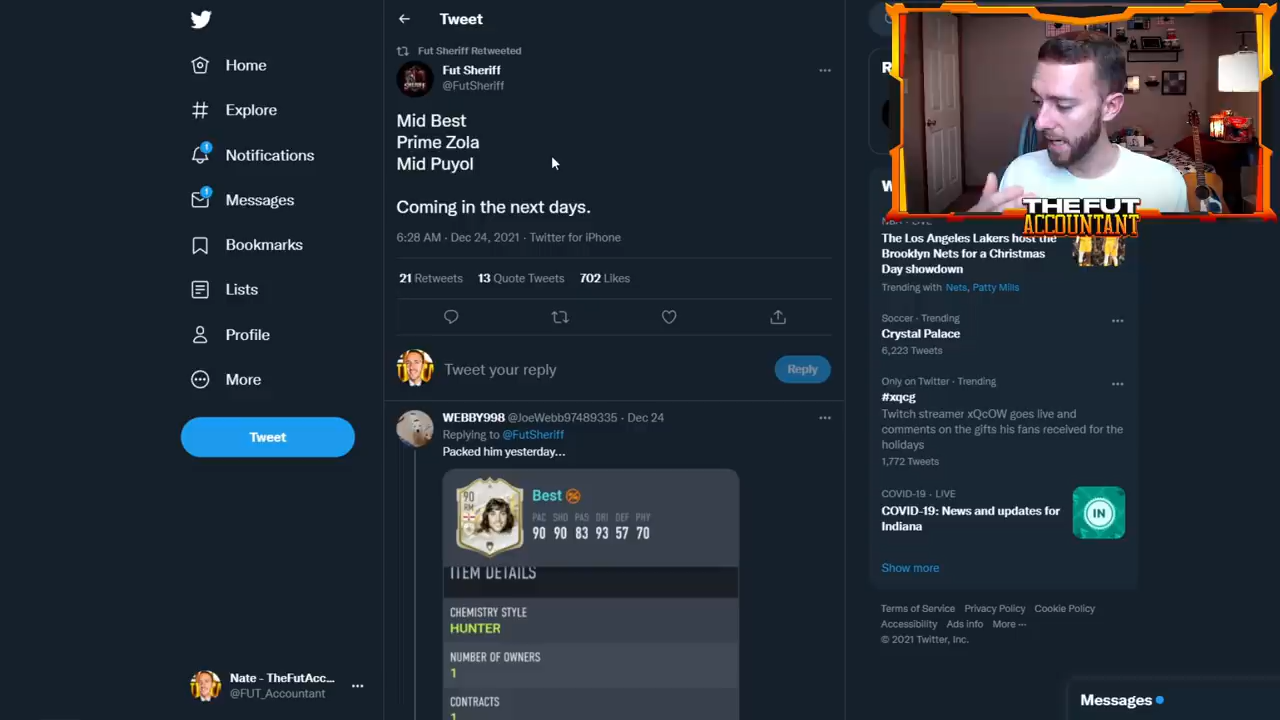 Home
Explore
1
Notifications
1
Messages
Bookmarks
Lists
Profile
More
Tweet
Nate - TheFutAcc...
@FUT_Accountant
Tweet
Fut Sheriff Retweeted
Fut Sheriff
@FutSheriff
Mid Best
Prime Zola
Mid Puyol
Coming in the next days.
6:28 AM · Dec 24, 2021 · Twitter for iPhone
21 Retweets 13 Quote Tweets 702 Likes
Tweet your reply
Reply
WEBBY998 @JoeWebb97489335 · Dec 24
Replying to @FutSheriff
Packed him yesterday...
90
RM
Best
PAC SHO PAS DRI DEF PHY
90 90 83 93 57 70
ITEM DETAILS
CHEMISTRY STYLE
HUNTER
NUMBER OF OWNERS
1
CONTRACTS
THE FUT
ACCOUNTANT
The Los Angeles Lakers host the
Brooklyn Nets for a Christmas
Day showdown
Trending with Nets, Patty Mills
Soccer · Trending
Crystal Palace
6,223 Tweets
Only on Twitter · Trending
#xqcg
Twitch streamer xQcOW goes live and
comments on the gifts his fans received for the
holidays
1,772 Tweets
COVID-19 · LIVE
COVID-19: News and updates for
Indiana
IN
Show more
Terms of Service Privacy Policy Cookie Policy
Accessibility Ads info More ···
© 2021 Twitter, Inc.
Messages